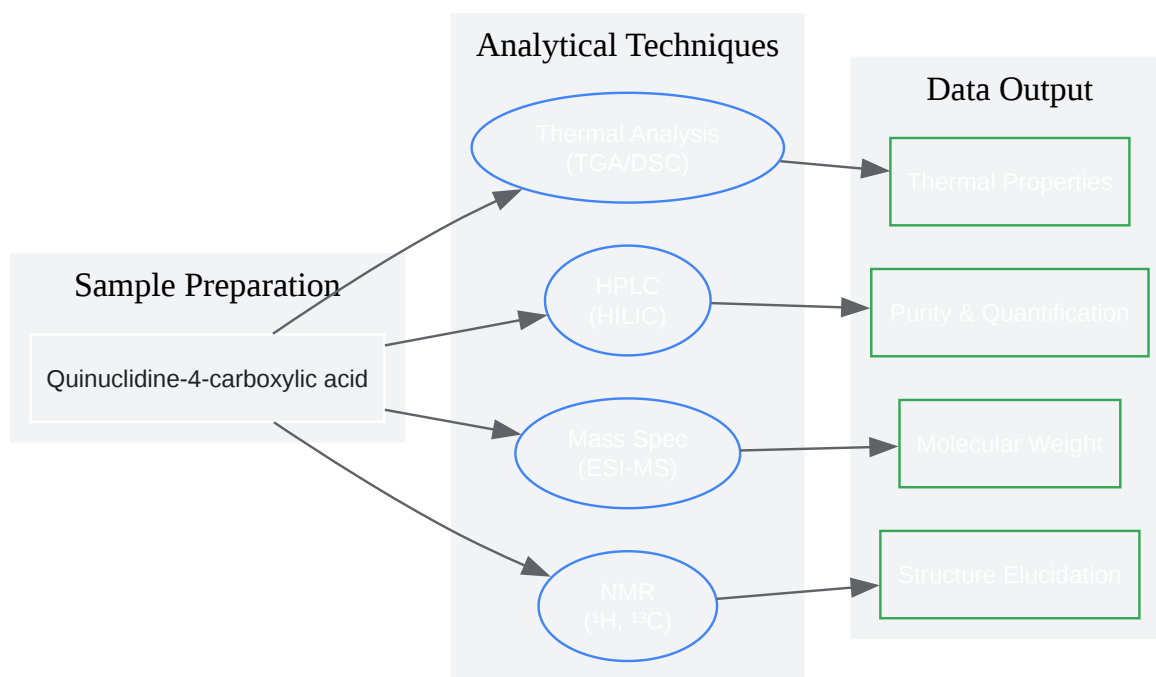 Sample Preparation
Quinuclidine-4-carboxylic acid
Analytical Techniques
Thermal Analysis
(TGA/DSC)
HPLC
(HILIC)
Mass Spec
(ESI-MS)
NMR
(¹H, ¹³C)
Data Output
Thermal Properties
Purity & Quantification
Molecular Weight
Structure Elucidation